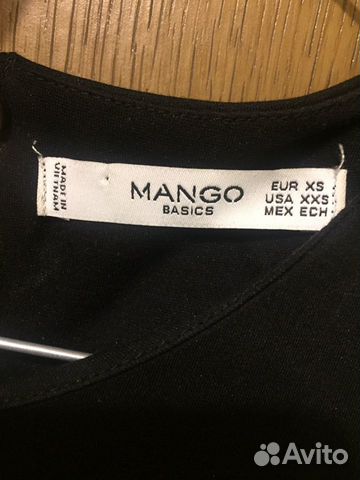 MADE IN
VIETNAM
MANGO
BASICS
EUR XS
USA XXS
MEX ECH
Avito